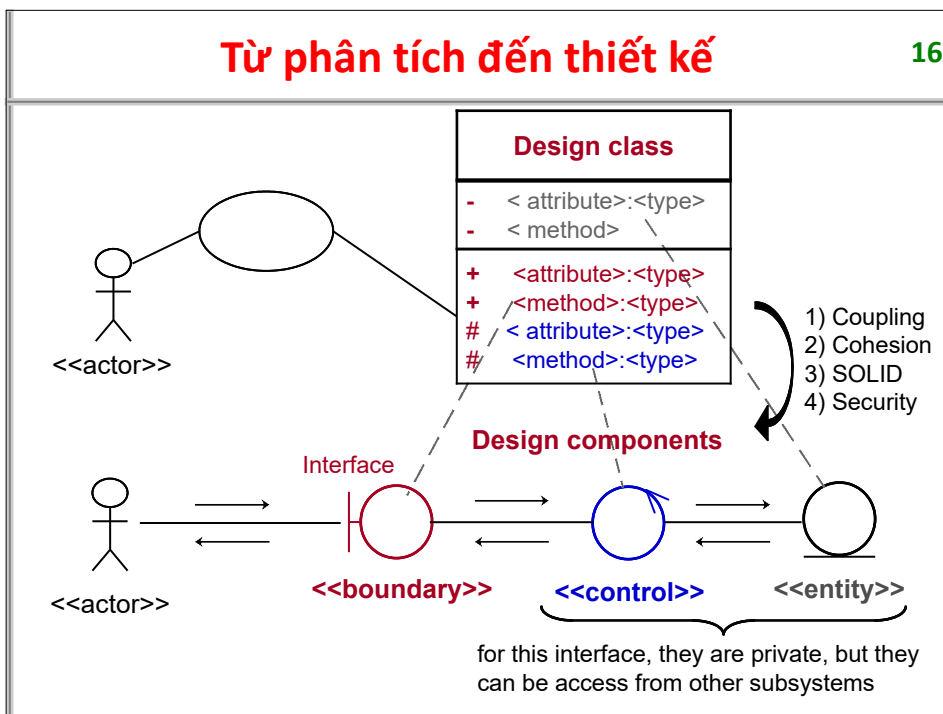 Từ phân tích đến thiết kế
16
Design class
- < attribute>:<type>
- < method>
+ <attribute>:<type>
+ <method>:<type>
# < attribute>:<type>
# <method>:<type>
<<actor>>
1) Coupling
2) Cohesion
3) SOLID
4) Security
Design components
Interface
<<actor>>
<<boundary>>
<<control>>
<<entity>>
for this interface, they are private, but they
can be access from other subsystems